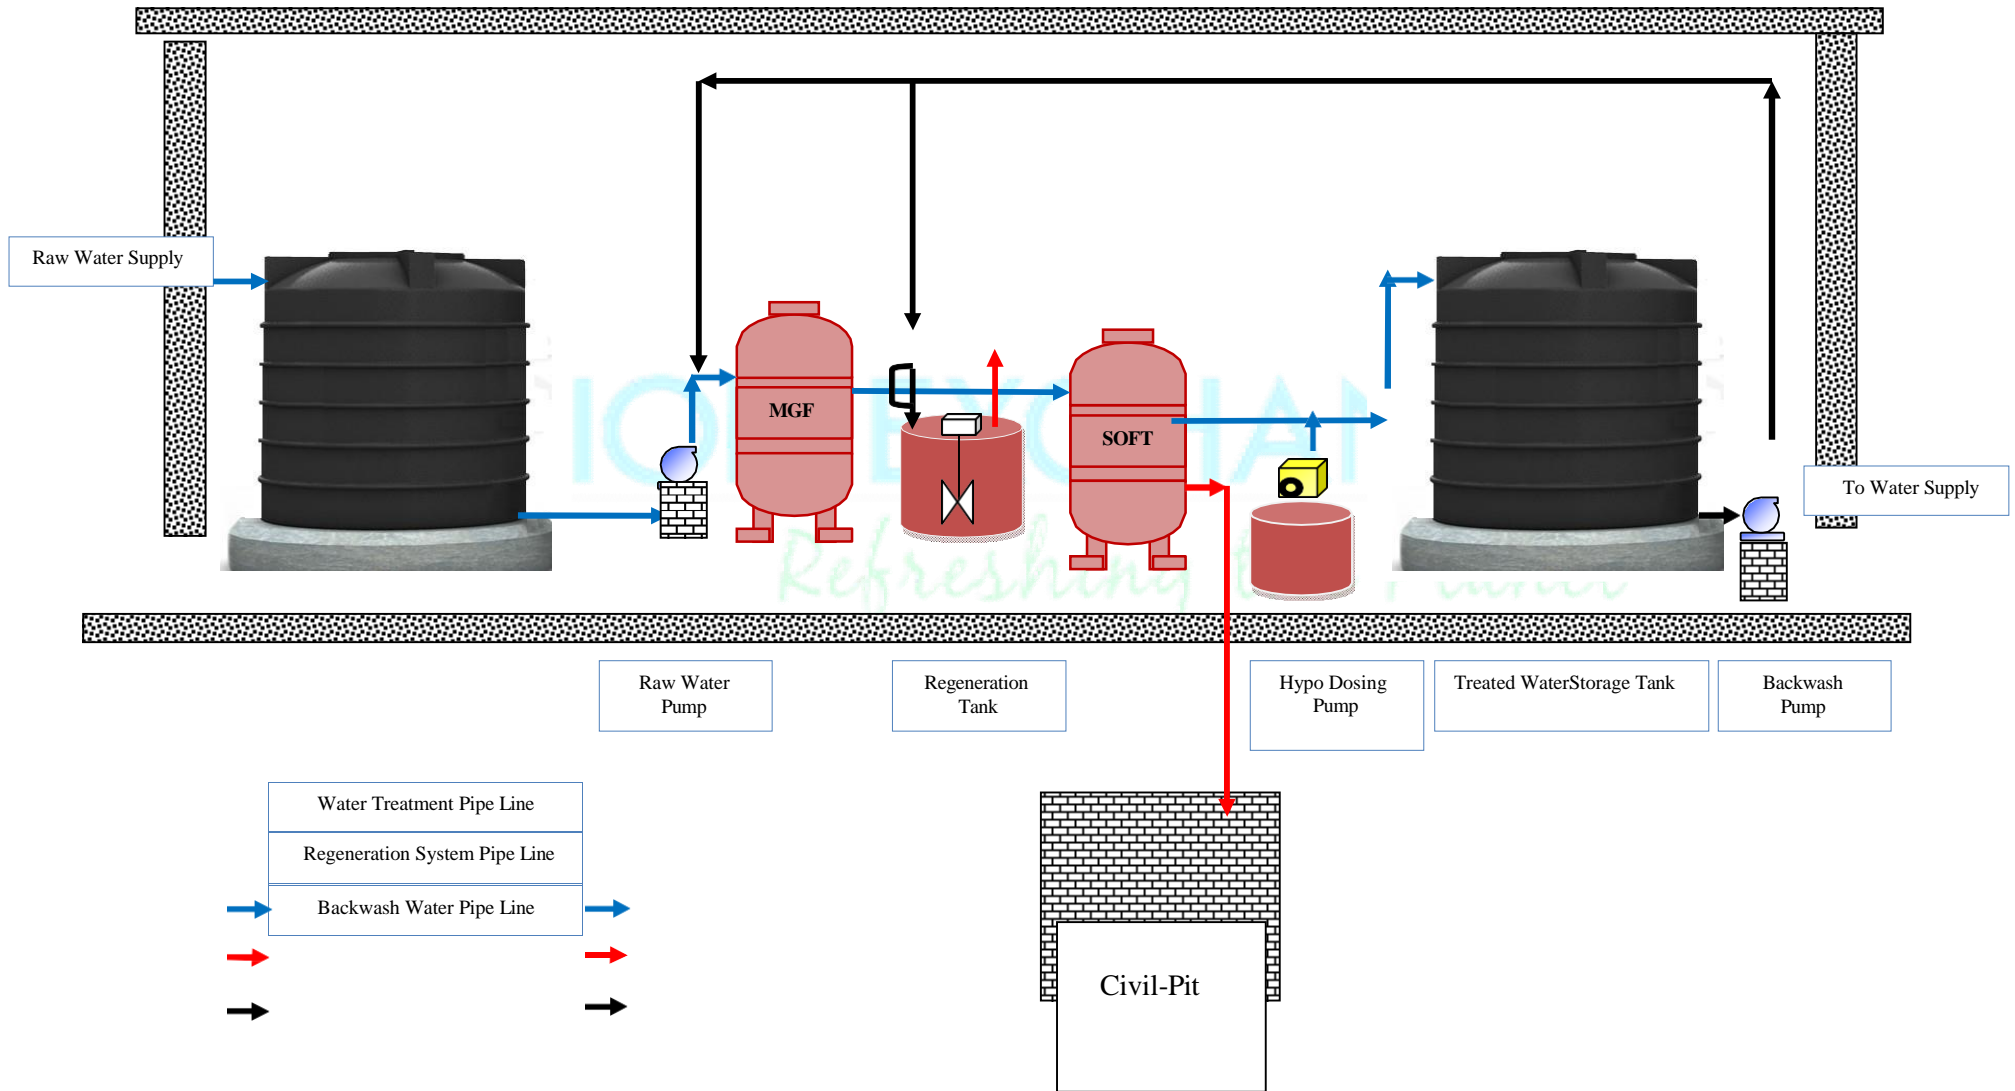 Raw Water Supply
MGF
SOFT
To Water Supply
Refreshing
Raw Water
Pump
Regeneration
Tank
Hypo Dosing
Pump
Treated WaterStorage Tank
Backwash
Pump
Water Treatment Pipe Line
Regeneration System Pipe Line
Backwash Water Pipe Line
Civil-Pit